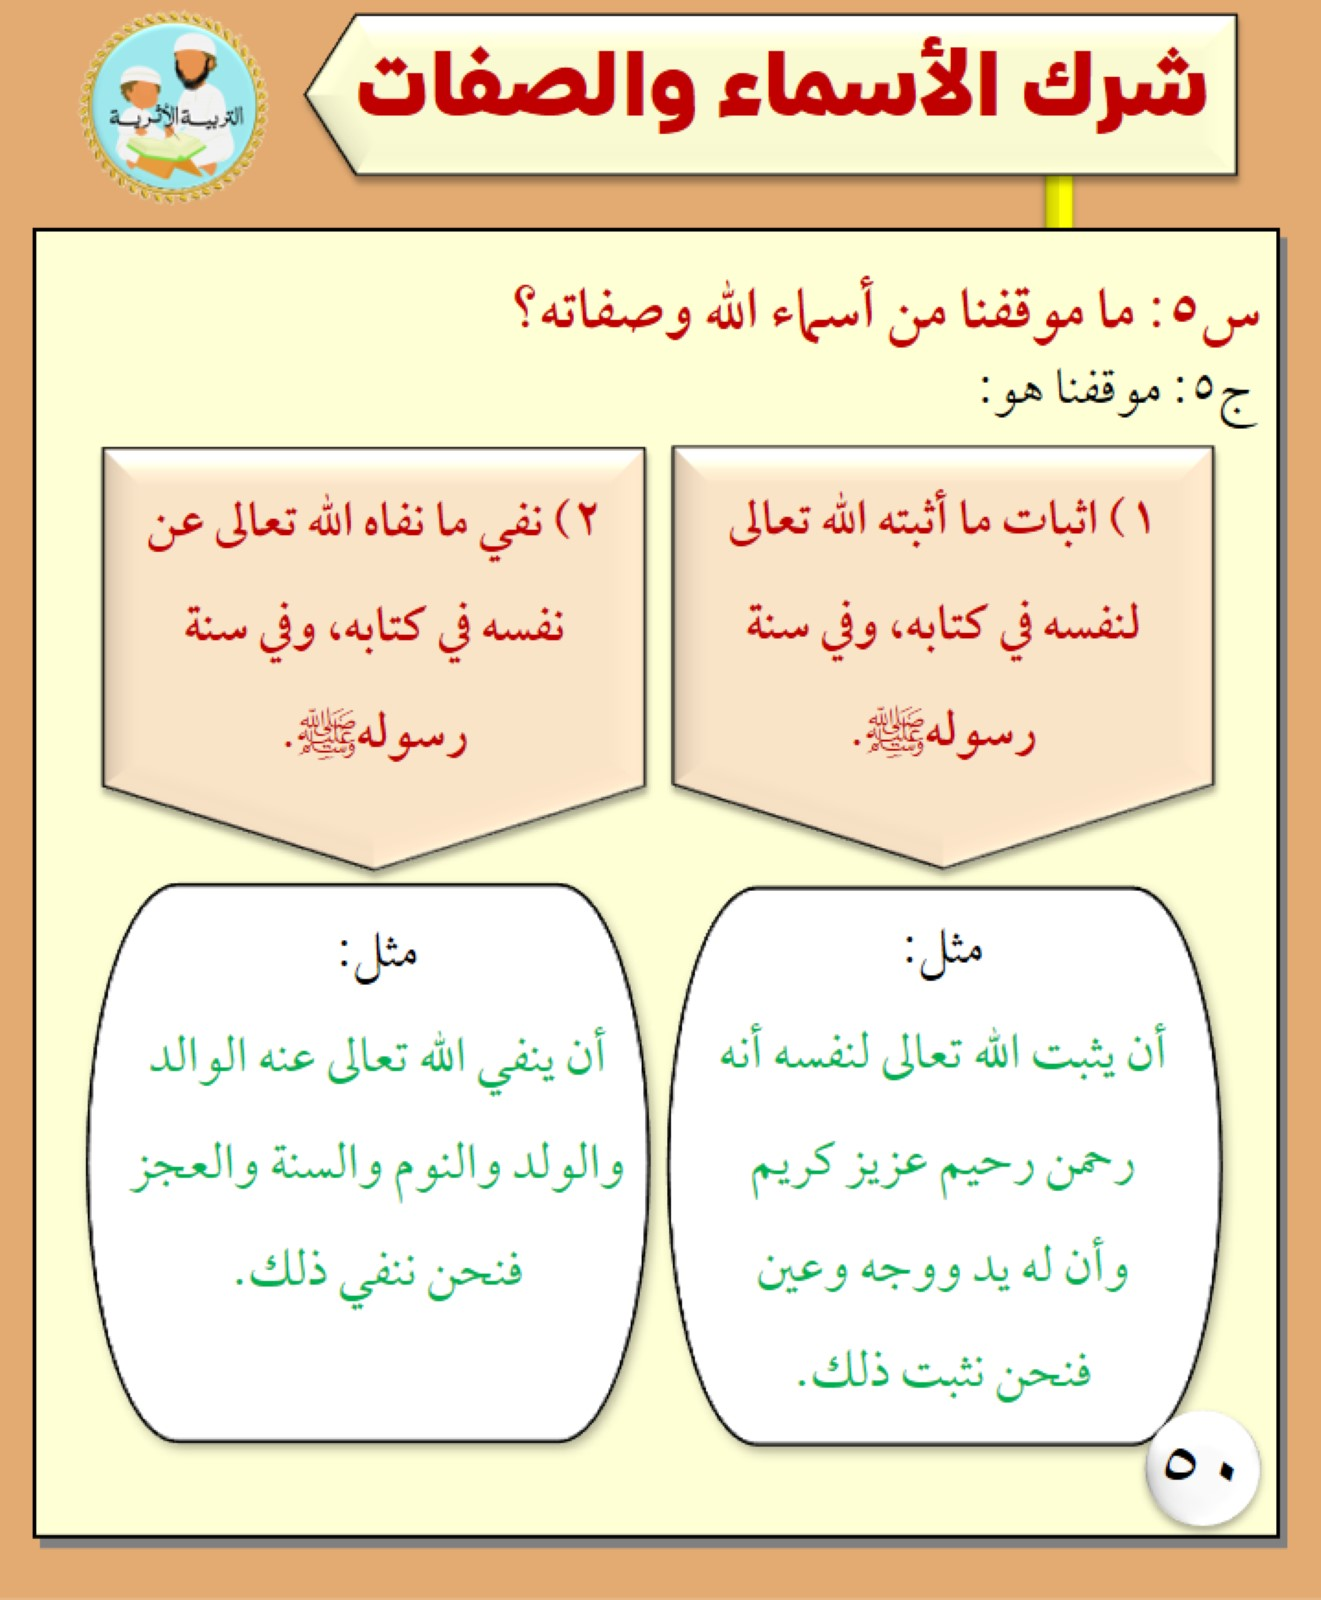 شرك الأسماء والصفات
التربية الأثرية
س٥: ما موقفنا من أسماء الله وصفاته؟
ج٥: موقفنا هو:
١) اثبات ما أثبته الله تعالى
لنفسه في كتابه، وفي سنة
رسولهﷺ.
٢) نفي ما نفاه الله تعالى عن
نفسه في كتابه، وفي سنة
رسولهﷺ.
مثل:
أن يثبت الله تعالى لنفسه أنه
رحمن رحيم عزيز كريم
وأن له يد ووجه وعين
فنحن نثبت ذلك.
مثل:
أن ينفي الله تعالى عنه الوالد
والولد والنوم والسنة والعجز
فنحن ننفي ذلك.
٥٠